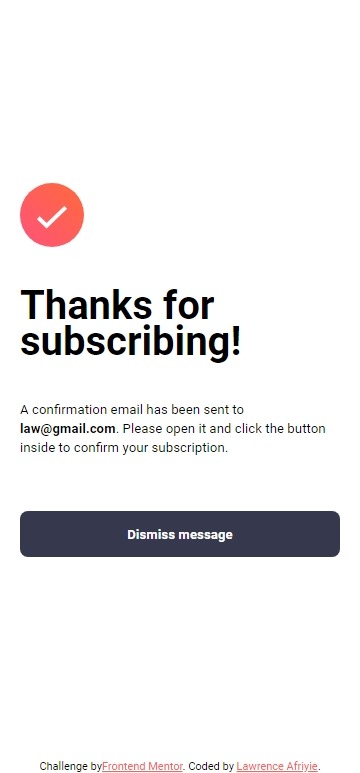 Thanks for
subscribing!
A confirmation email has been sent to
law@gmail.com. Please open it and click the button
inside to confirm your subscription.
Dismiss message
Challenge byFrontend Mentor. Coded by Lawrence Afriyie.